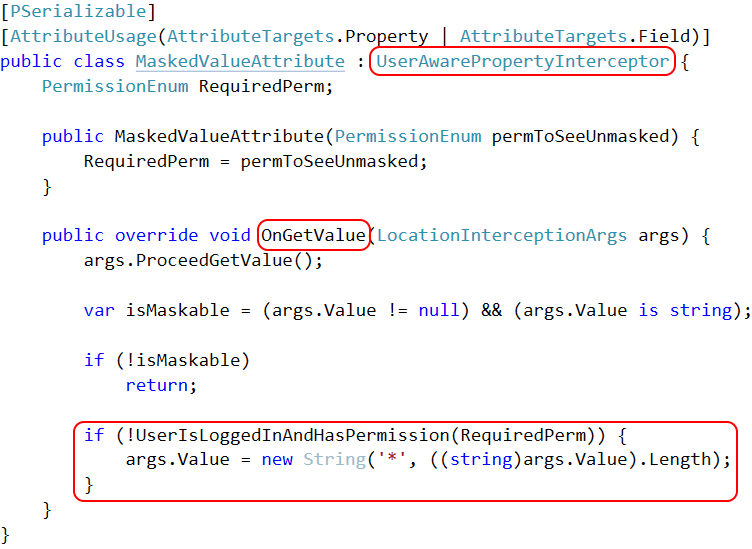 [PSerializable]
[AttributeUsage(AttributeTargets.Property | AttributeTargets.Field)]
public class MaskedValueAttribute : UserAwarePropertyInterceptor {
    PermissionEnum RequiredPerm;

    public MaskedValueAttribute(PermissionEnum permToSeeUnmasked) {
        RequiredPerm = permToSeeUnmasked;
    }

    public override void OnGetValue(LocationInterceptionArgs args) {
        args.ProceedGetValue();

        var isMaskable = (args.Value != null) && (args.Value is string);

        if (!isMaskable)
            return;

        if (!UserIsLoggedInAndHasPermission(RequiredPerm)) {
            args.Value = new String('*', ((string)args.Value).Length);
        }
    }
}